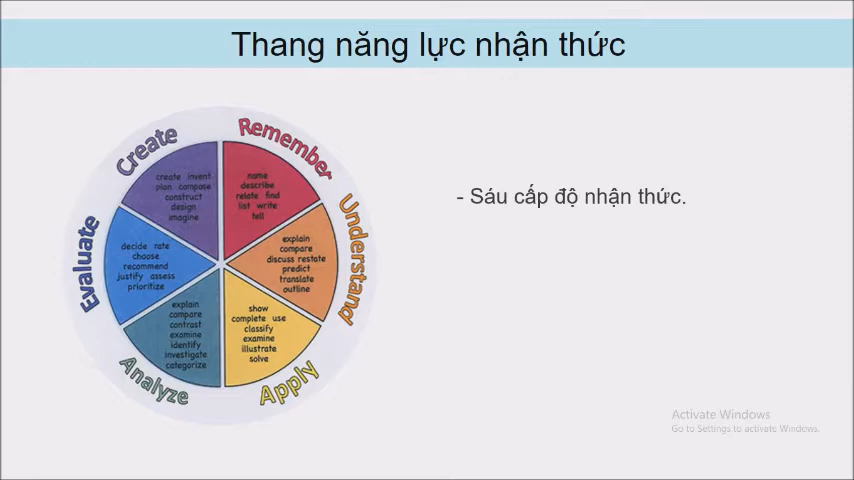 Thang năng lực nhận thức
Remember
name
describe
relate find
list write
tell
Understand
explain
compare
discuss restate
predict
translate
outline
Apply
show
complete use
classify
examine
illustrate
solve
Analyze
explain
compare
contrast
examine
identify
investigate
categorize
Evaluate
decide rate
choose
recommend
justify assess
prioritize
Create
create invent
plan compose
construct
design
imagine
- Sáu cấp độ nhận thức.
Activate Windows
Go to Settings to activate Windows.